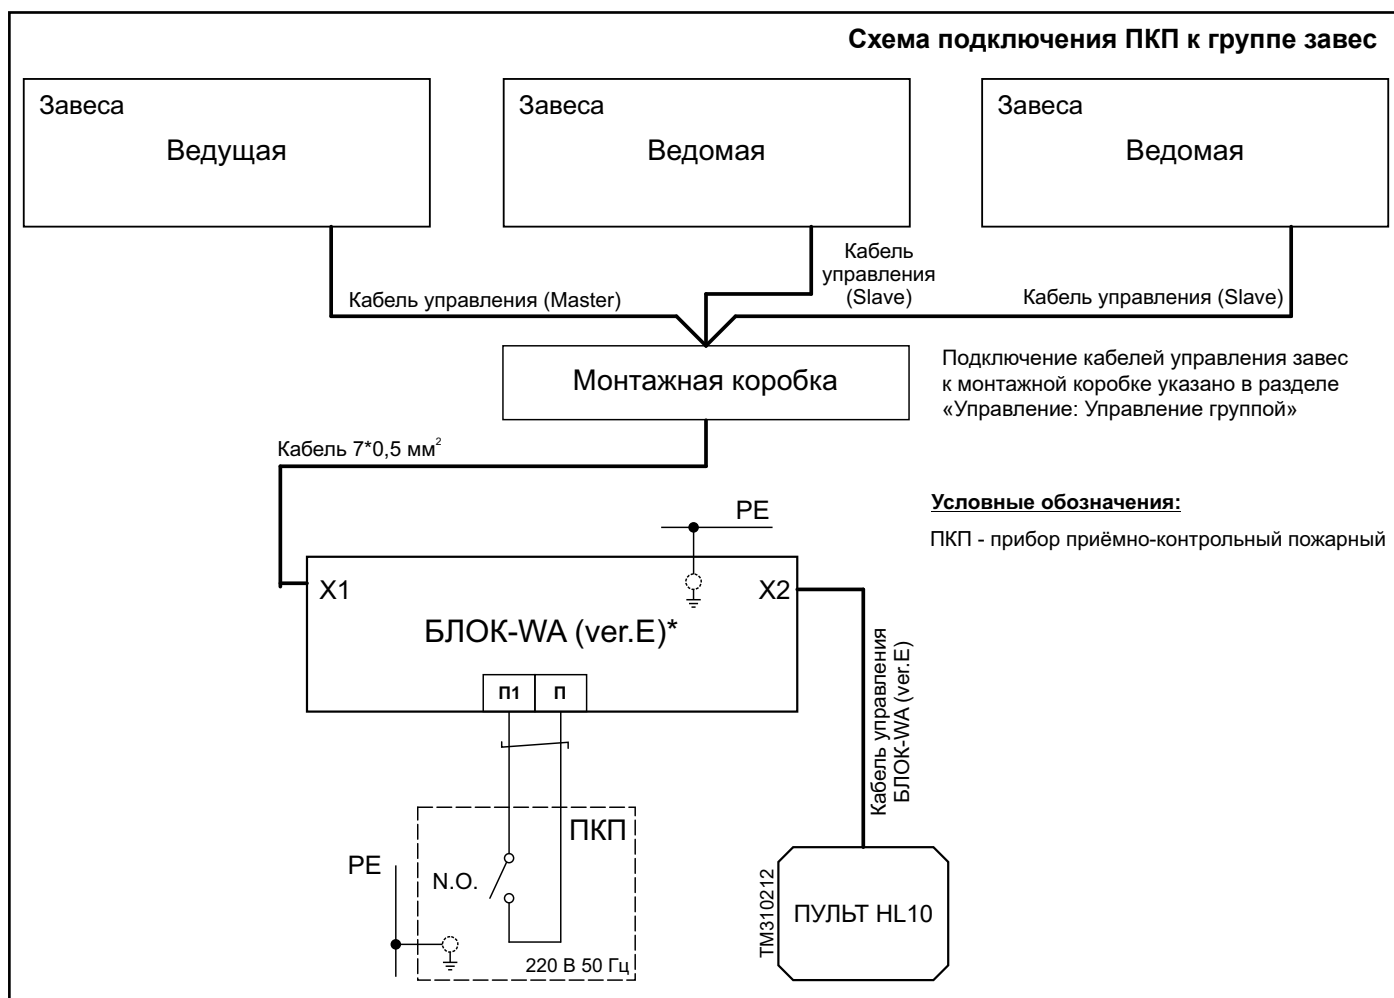 Схема подключения ПКП к группе завес
Завеса
Ведущая
Завеса
Ведомая
Завеса
Ведомая
Кабель управления (Master)
Кабель
управления
(Slave)
Кабель управления (Slave)
Монтажная коробка
Подключение кабелей управления завес
к монтажной коробке указано в разделе
«Управление: Управление группой»
Кабель 7*0,5 мм²
Условные обозначения:
ПКП - прибор приёмно-контрольный пожарный
PE
X1
X2
БЛОК-WA (ver.E)*
П1
П
Кабель управления
БЛОК-WA (ver.E)
ПКП
PE
N.O.
220 В 50 Гц
TM310212
ПУЛЬТ HL10